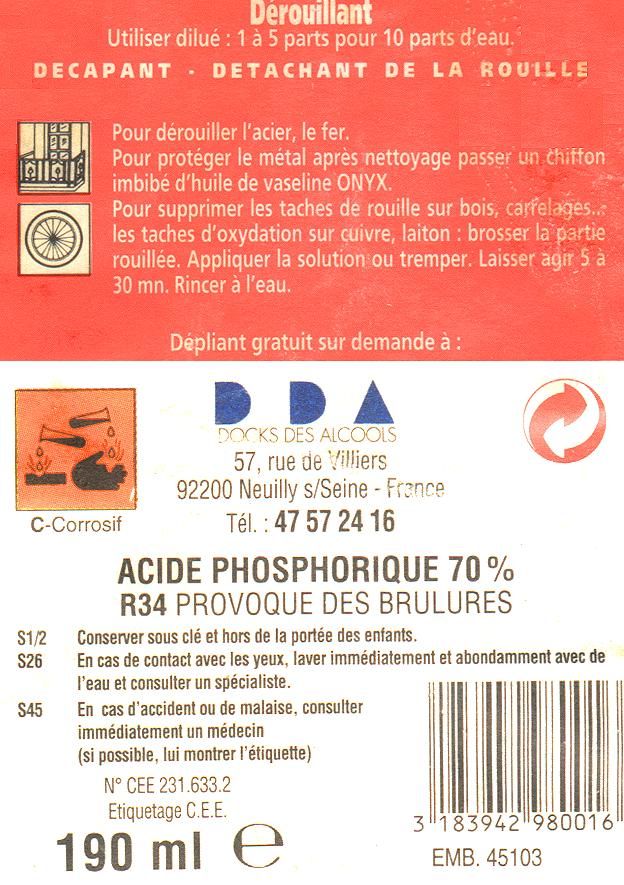 Dérouillant
Utiliser dilué : 1 à 5 parts pour 10 parts d'eau.
DECAPANT - DETACHANT DE LA ROUILLE
Pour dérouiller l'acier, le fer.
Pour protéger le métal après nettoyage passer un chiffon
imbibé d'huile de vaseline ONYX.
Pour supprimer les taches de rouille sur bois, carrelages...
les taches d'oxydation sur cuivre, laiton : brosser la partie
rouillée. Appliquer la solution ou tremper. Laisser agir 5 à
30 mn. Rincer à l'eau.
Dépliant gratuit sur demande à :
DDA
DOCKS DES ALCOOLS
57, rue de Villiers
92200 Neuilly s/Seine - France
Tél. : 47 57 24 16
C-Corrosif
ACIDE PHOSPHORIQUE 70 %
R34 PROVOQUE DES BRULURES
S1/2 Conserver sous clé et hors de la portée des enfants.
S26 En cas de contact avec les yeux, laver immédiatement et abondamment avec de
l'eau et consulter un spécialiste.
S45 En cas d'accident ou de malaise, consulter
immédiatement un médecin
(si possible, lui montrer l'étiquette)
N° CEE 231.633.2
Etiquetage C.E.E.
190 ml e
3 183942 980016
EMB. 45103